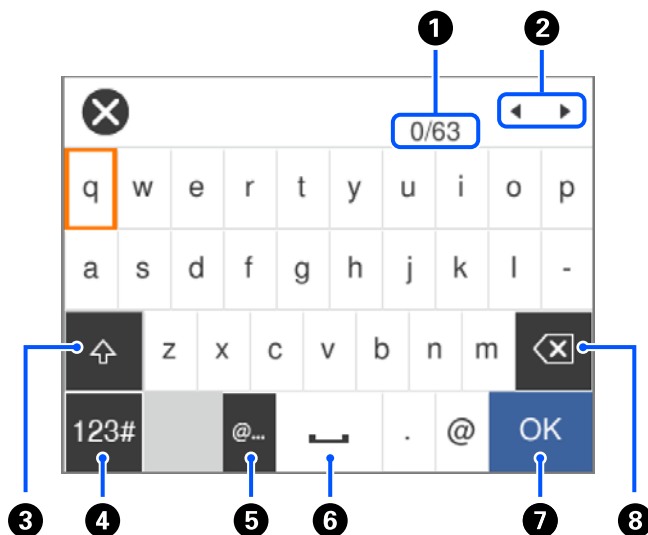 1 2
0/63
q w e r t y u i o p
a s d f g h j k l -
z x c v b n m
123# @... . @ OK
3 4 5 6 7 8